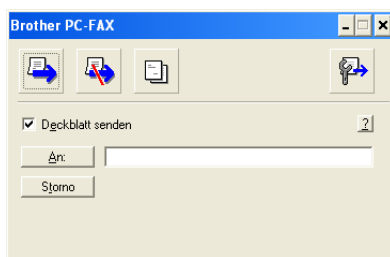 Brother PC-FAX
Deckblatt senden
?
An:
Storno